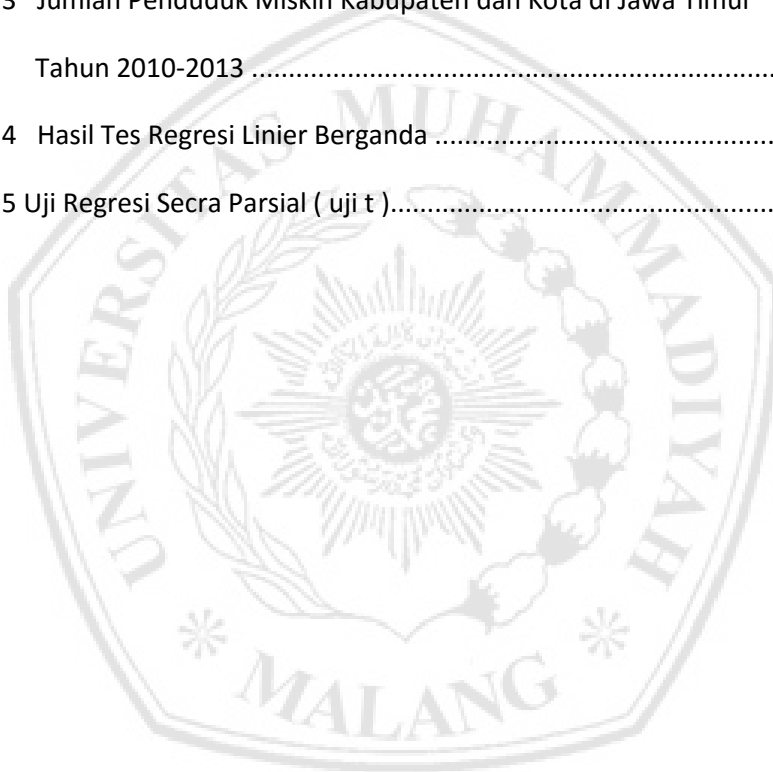 3 Jumlah Penduduk Miskin Kabupaten dan Kota di Jawa Timur
Tahun 2010-2013 ........................................................................
4 Hasil Tes Regresi Linier Berganda ...............................................
5 Uji Regresi Secra Parsial ( uji t ).....................................................
UNIVERSITAS MUHAMMADIYAH
MALANG